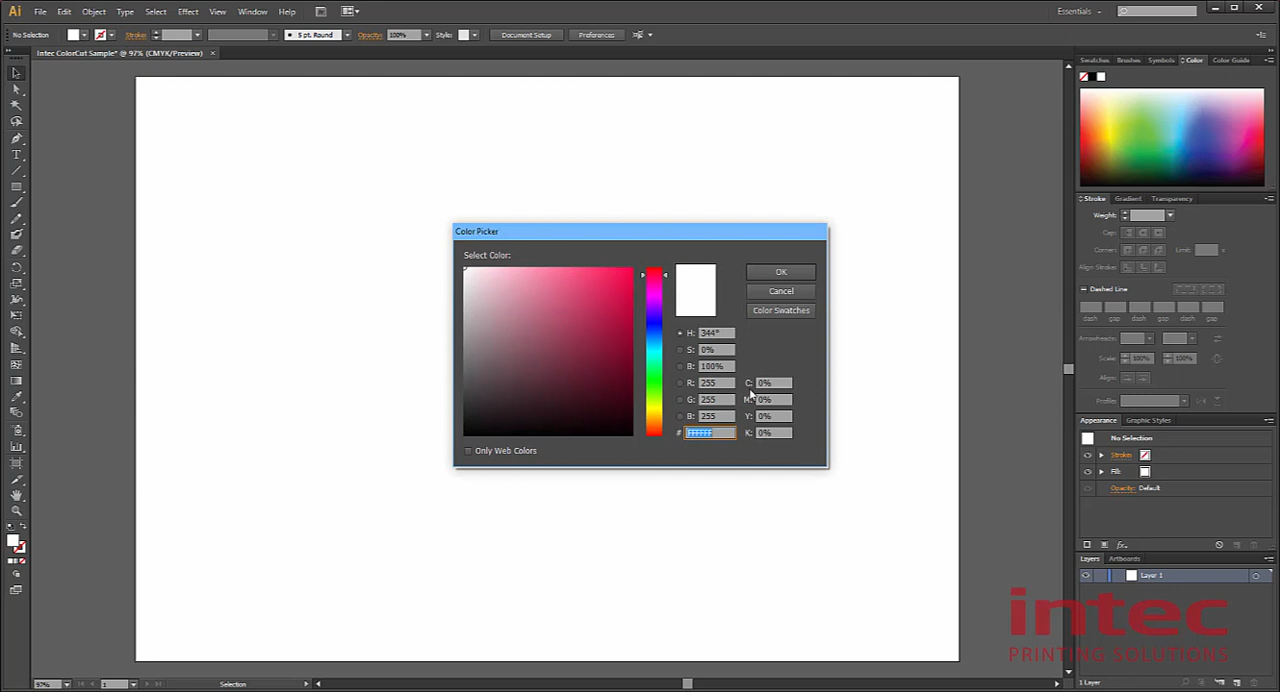 Ai File Edit Object Type Select Effect View Window Help Essentials
No Selection Stroke: 5 pt. Round Opacity: 100% Style: Document Setup Preferences
Intec ColorCut Sample* @ 97% (CMYK/Preview) ×
Swatches Brushes Symbols Color Color Guide
Stroke Gradient Transparency
Weight:
Cap:
Corner: Limit: x
Align Stroke:
Dashed Line
dash gap dash gap dash gap
Arrowheads:
Scale: 100% 100%
Align:
Profile:
Appearance Graphic Styles
No Selection
Stroke:
Fill:
Opacity: Default
fx
Layers Artboards
Layer 1
1 Layer
Color Picker
Select Color:
OK
Cancel
Color Swatches
H: 344°
S: 0%
B: 100%
R: 255 C: 0%
G: 255 M: 0%
B: 255 Y: 0%
# FFFFFF K: 0%
Only Web Colors
intec
PRINTING SOLUTIONS
97% 1 Selection